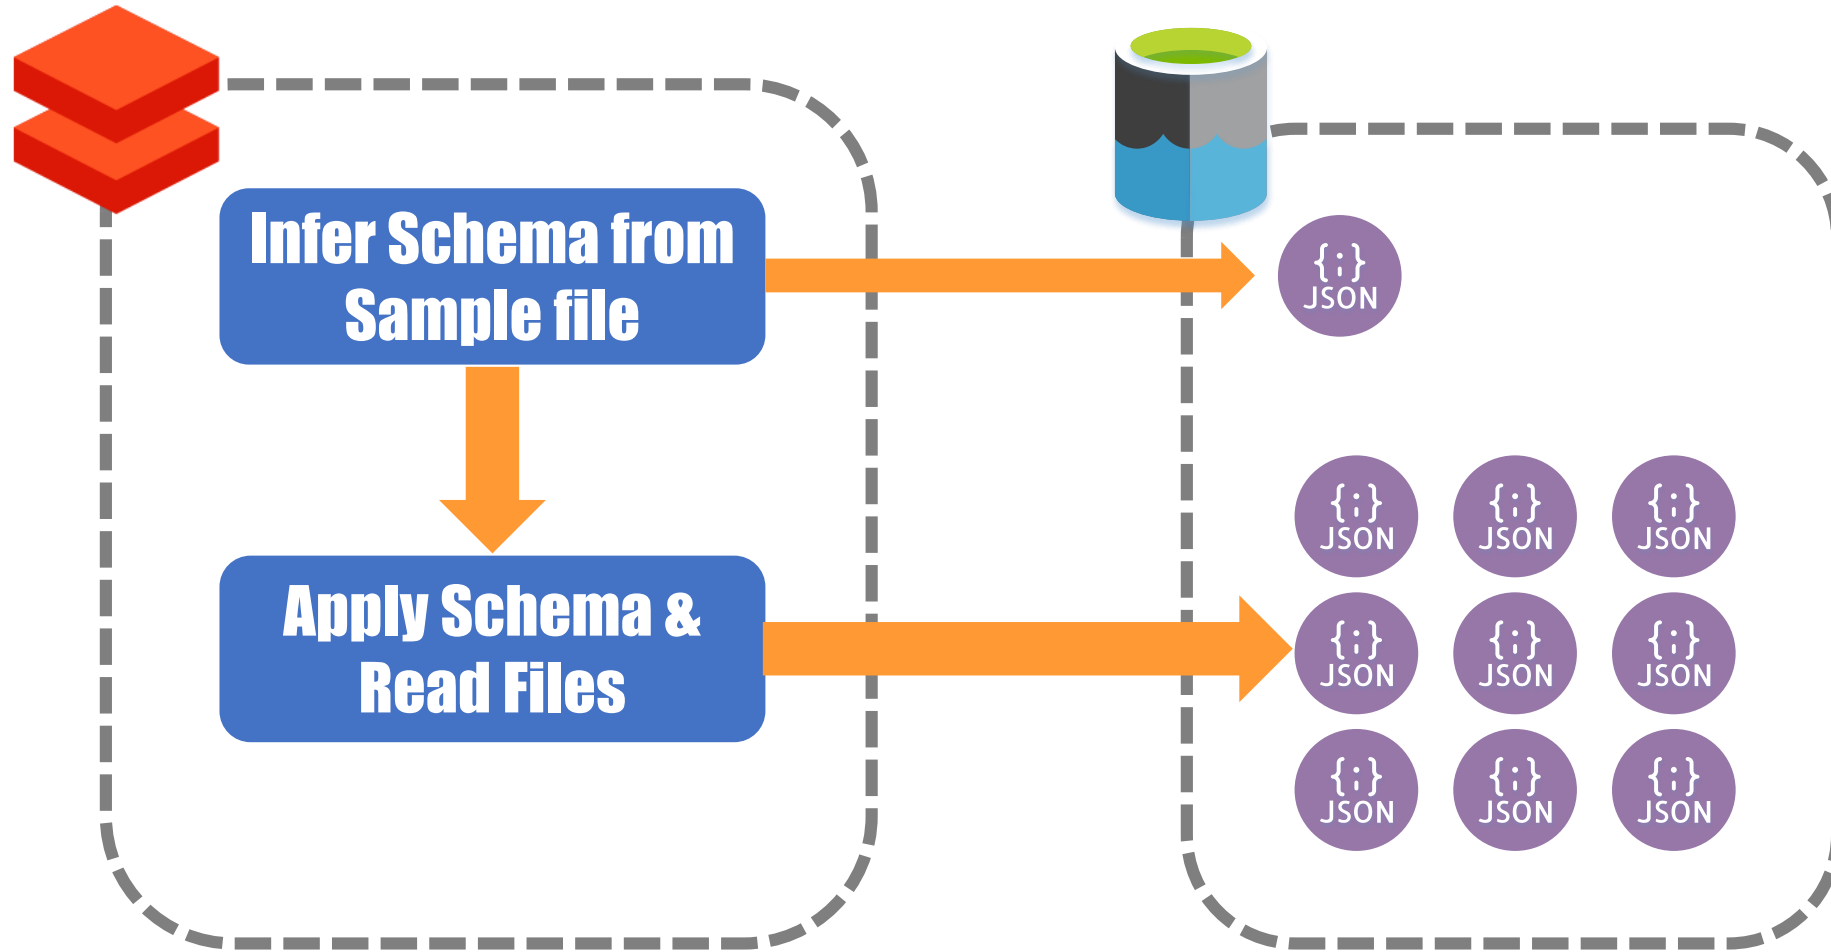 Infer Schema from
Sample file
{;}
JSON
Apply Schema &
Read Files
{;} {;} {;}
JSON JSON JSON
{;} {;} {;}
JSON JSON JSON
{;} {;} {;}
JSON JSON JSON